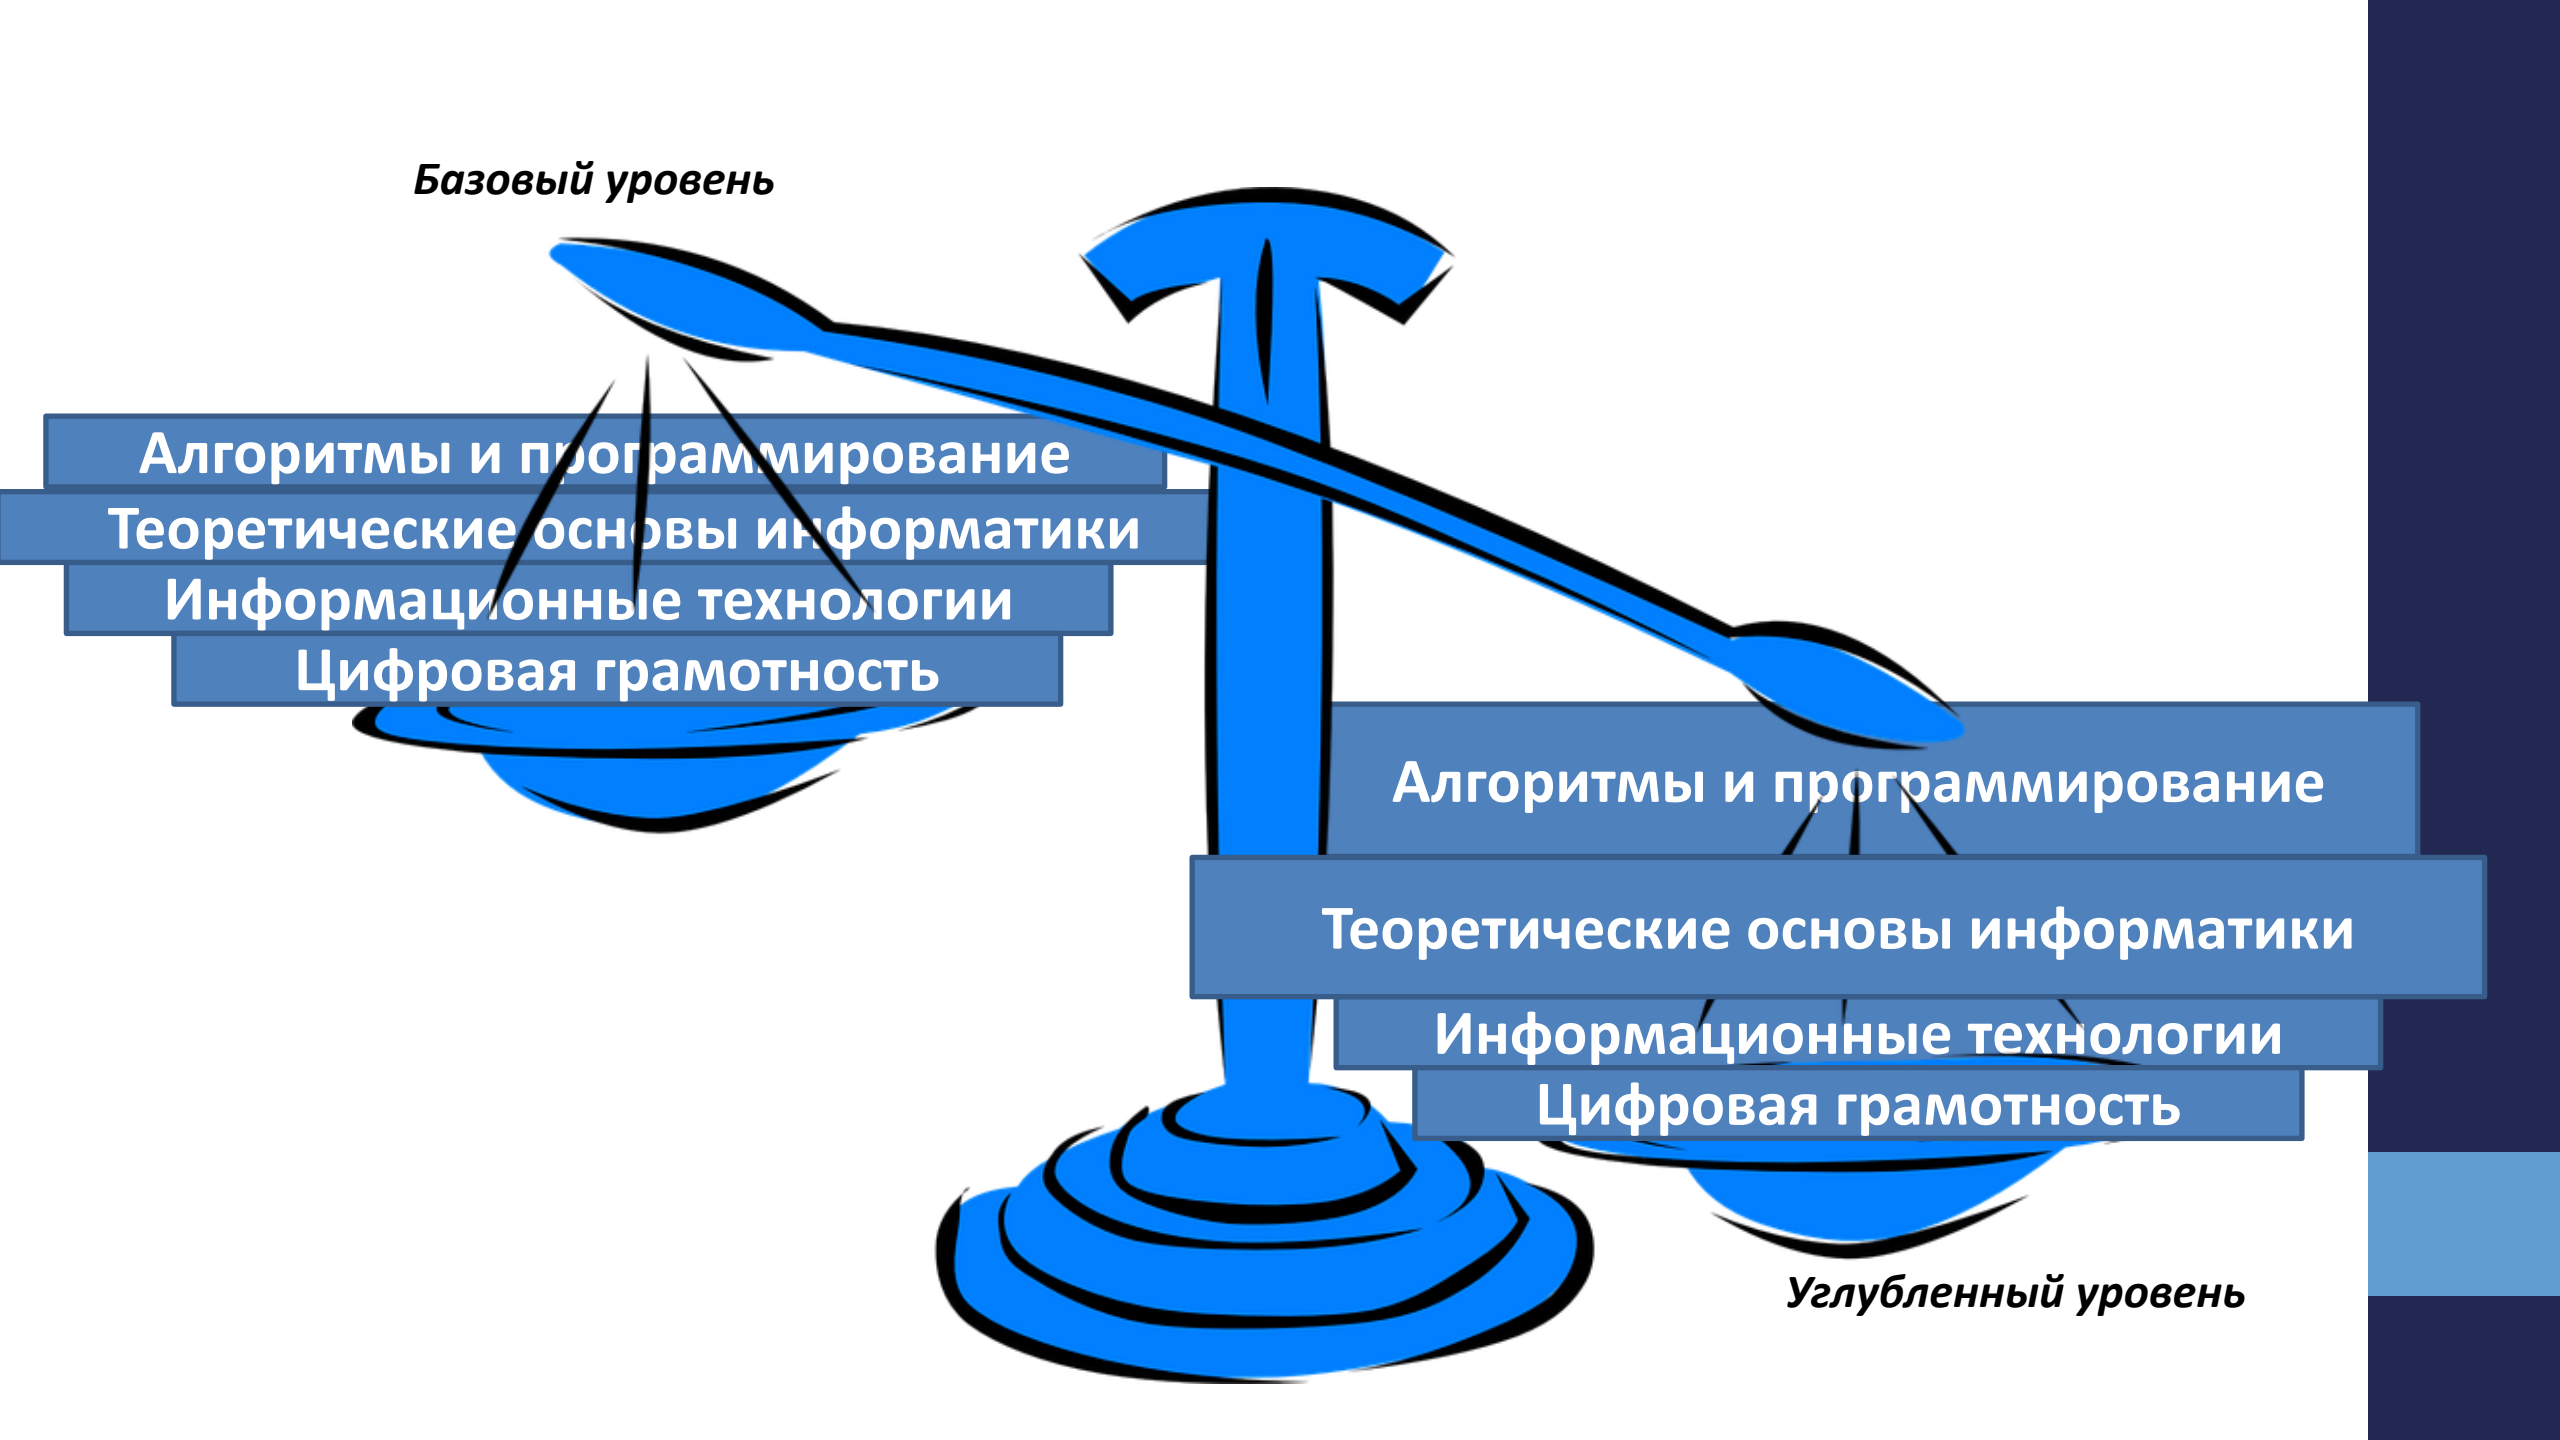 Базовый уровень
Алгоритмы и программирование
Теоретические основы информатики
Информационные технологии
Цифровая грамотность
Алгоритмы и программирование
Теоретические основы информатики
Информационные технологии
Цифровая грамотность
Углубленный уровень